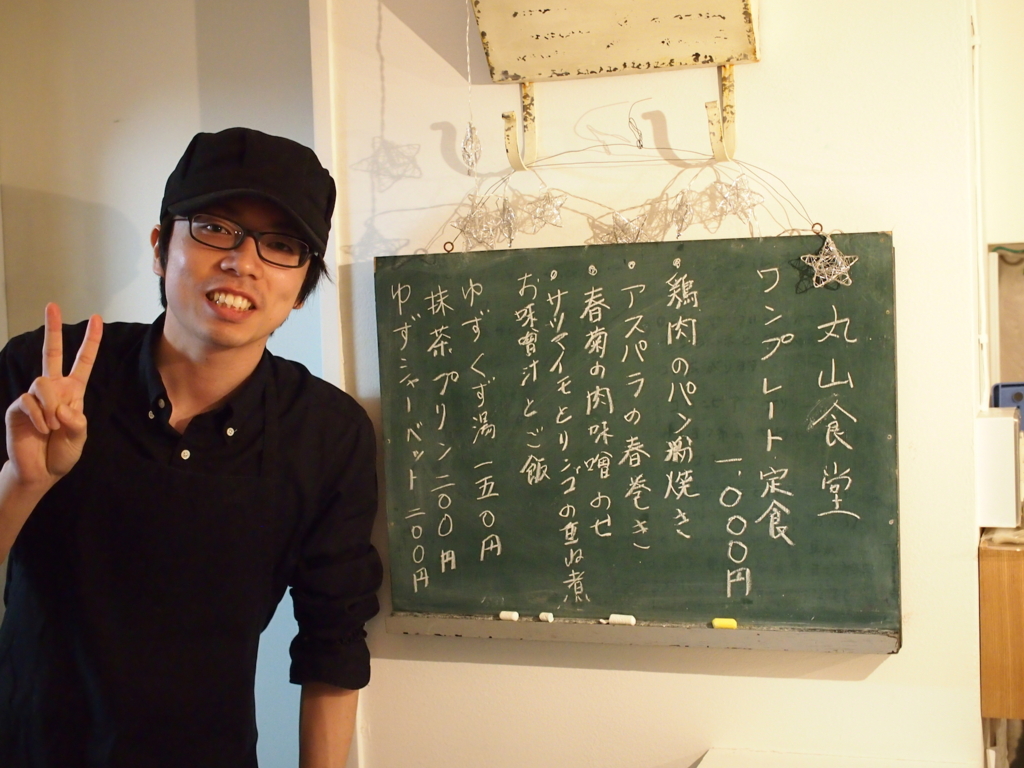 丸山食堂
ワンプレート定食
一、〇〇〇円
・鶏肉のパン粉焼き
・アスパラの春巻き
・春菊の肉味噌のせ
・サツマイモとリンゴの重ね煮
お味噌汁とご飯
ゆずくず湯 一五〇円
抹茶プリン 二〇〇円
ゆずシャーベット 二〇〇円